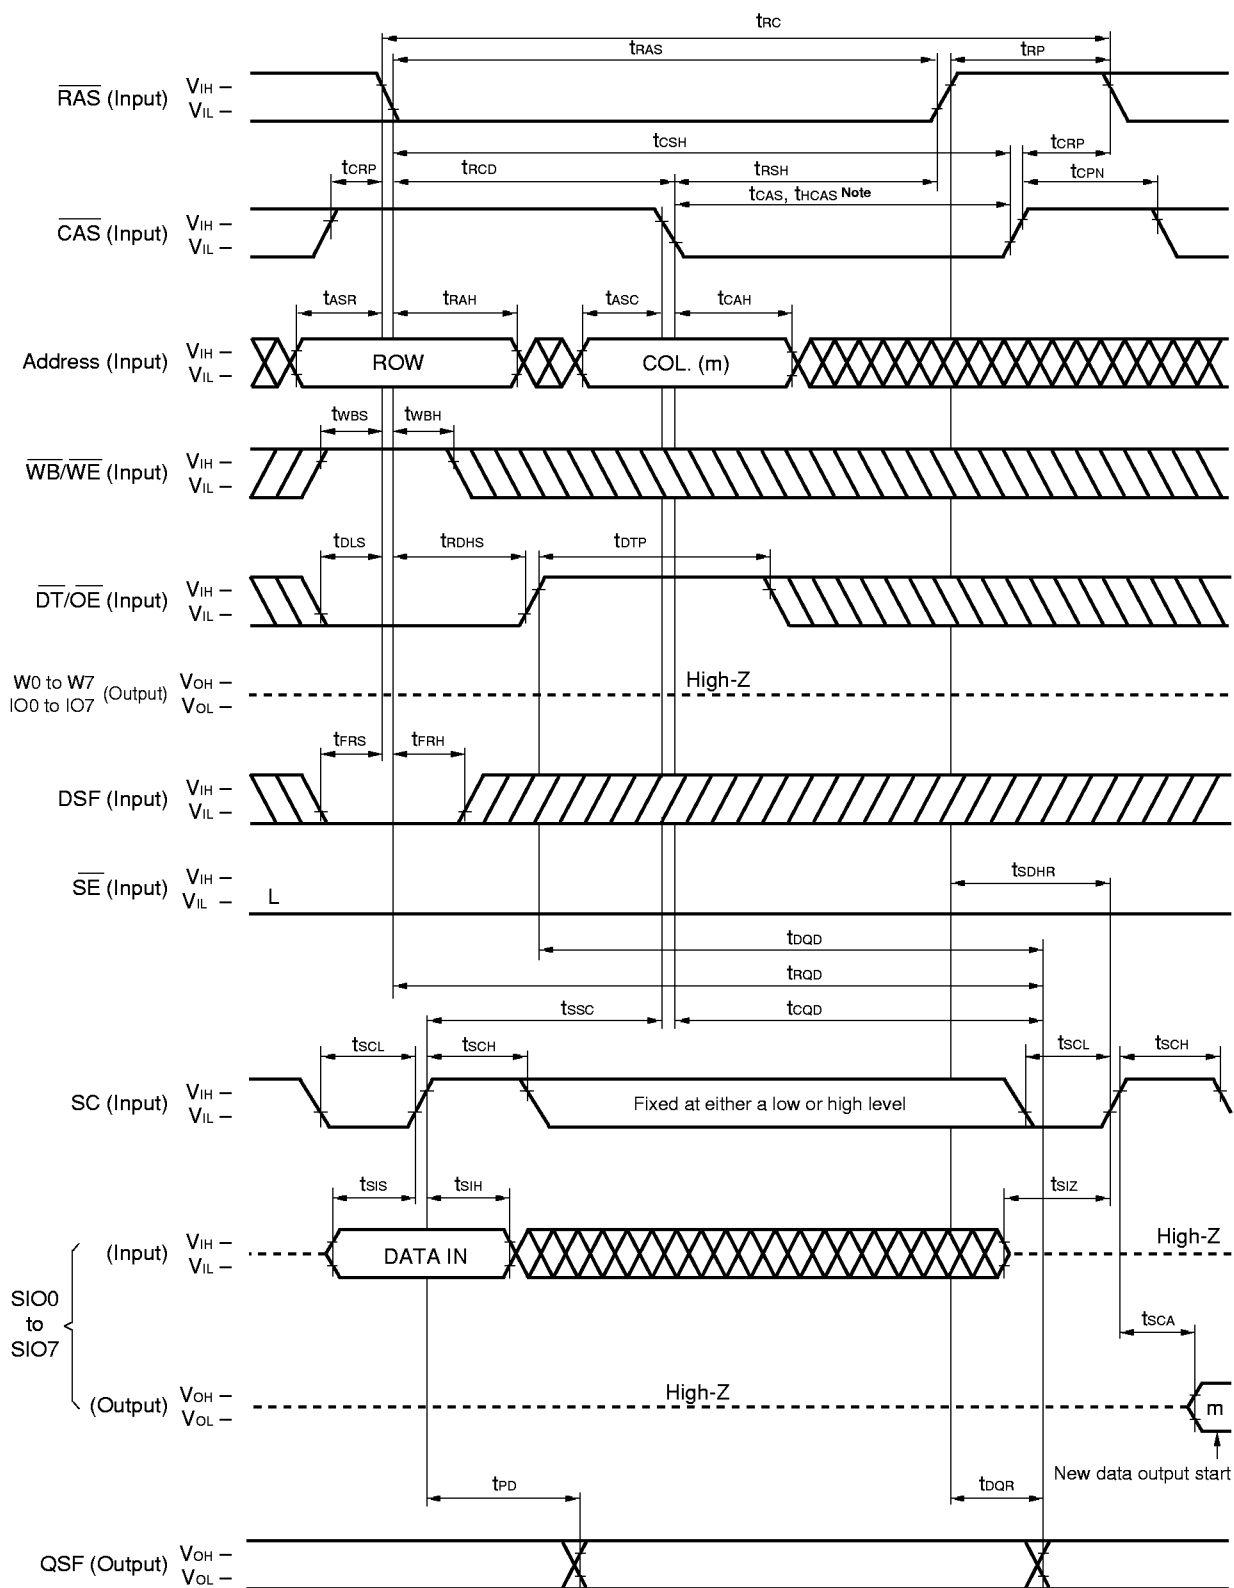 tRC
tRAS tRP
RAS (Input) VIH
VIL
tCSH
tCRP tRCD tRSH tCRP
tCAS, tHCAS Note tCPN
CAS (Input) VIH
VIL
tASR tRAH tASC tCAH
Address (Input) VIH
VIL
ROW COL. (m)
tWBS tWBH
WB/WE (Input) VIH
VIL
tDLS tRDHS tDTP
DT/OE (Input) VIH
VIL
W0 to W7
IO0 to IO7 (Output) VOH
VOL
High-Z
tFRS tFRH
DSF (Input) VIH
VIL
SE (Input) VIH
VIL
L
tSDHR
tDQD
tRQD
tSSC tCQD
tSCL tSCH tSCL tSCH
SC (Input) VIH
VIL
Fixed at either a low or high level
tSIS tSIH tSIZ
(Input) VIH
VIL
DATA IN
High-Z
SIO0
to
SIO7
tSCA
(Output) VOH
VOL
High-Z
m
New data output start
tPD tDQR
QSF (Output) VOH
VOL